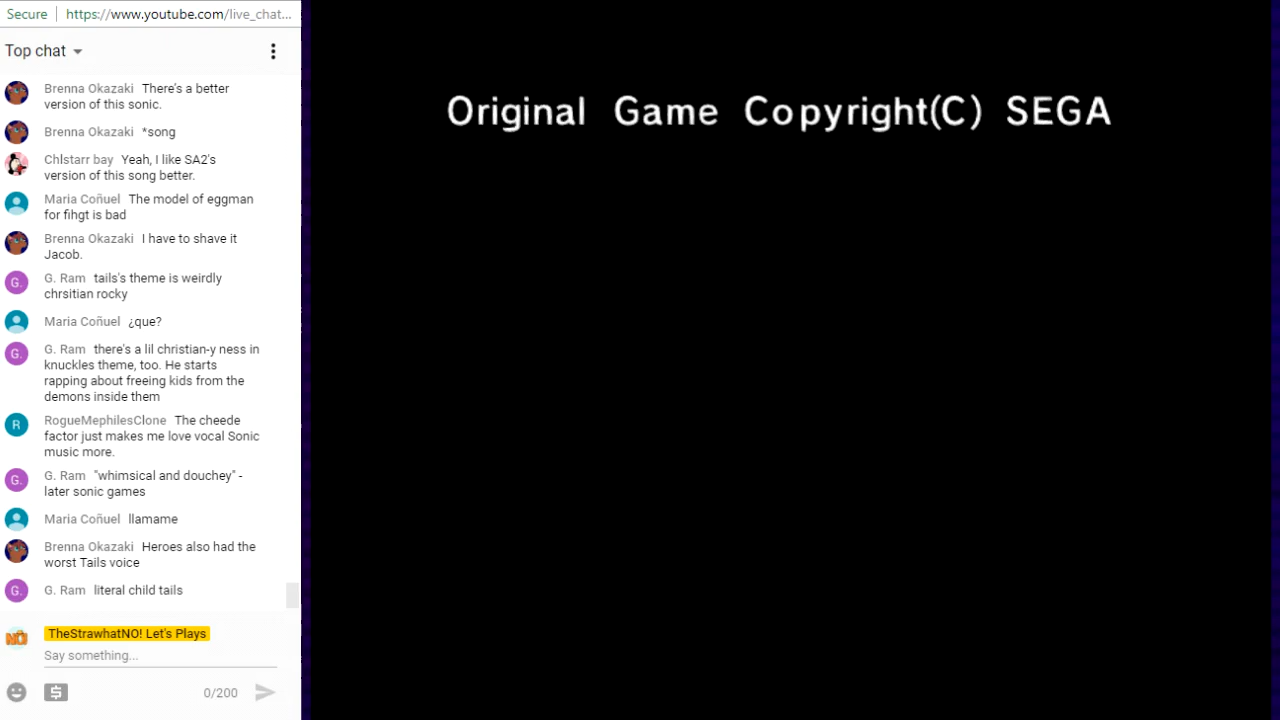 Secure https://www.youtube.com/live_chat...
Top chat
Brenna Okazaki There's a better
version of this sonic.
Brenna Okazaki *song
Chlstarr bay Yeah, I like SA2's
version of this song better.
Maria Coñuel The model of eggman
for fihgt is bad
Brenna Okazaki I have to shave it
Jacob.
G. G. Ram tails's theme is weirdly
chrsitian rocky
Maria Coñuel ¿que?
G. G. Ram there's a lil christian-y ness in
knuckles theme, too. He starts
rapping about freeing kids from the
demons inside them
R RogueMephilesClone The cheede
factor just makes me love vocal Sonic
music more.
G. G. Ram "whimsical and douchey" -
later sonic games
Maria Coñuel llamame
Brenna Okazaki Heroes also had the
worst Tails voice
G. G. Ram literal child tails
NO! TheStrawhatNO! Let's Plays
Say something...
$ 0/200
Original Game Copyright(C) SEGA